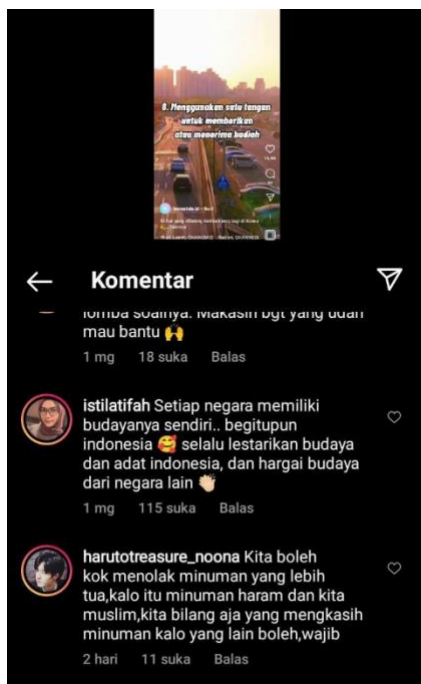 8. Menggunakan satu tangan
untuk memberikan
atau menerima hadiah
Komentar
lomba soalnya. Makasih bgt yang udah
mau bantu 🙌
1 mg 18 suka Balas
istilatifah Setiap negara memiliki
budayanya sendiri.. begitupun
indonesia 🥰 selalu lestarikan budaya
dan adat indonesia, dan hargai budaya
dari negara lain 👏🏻
1 mg 115 suka Balas
harutotreasure_noona Kita boleh
kok menolak minuman yang lebih
tua,kalo itu minuman haram dan kita
muslim,kita bilang aja yang mengkasih
minuman kalo yang lain boleh,wajib
2 hari 11 suka Balas